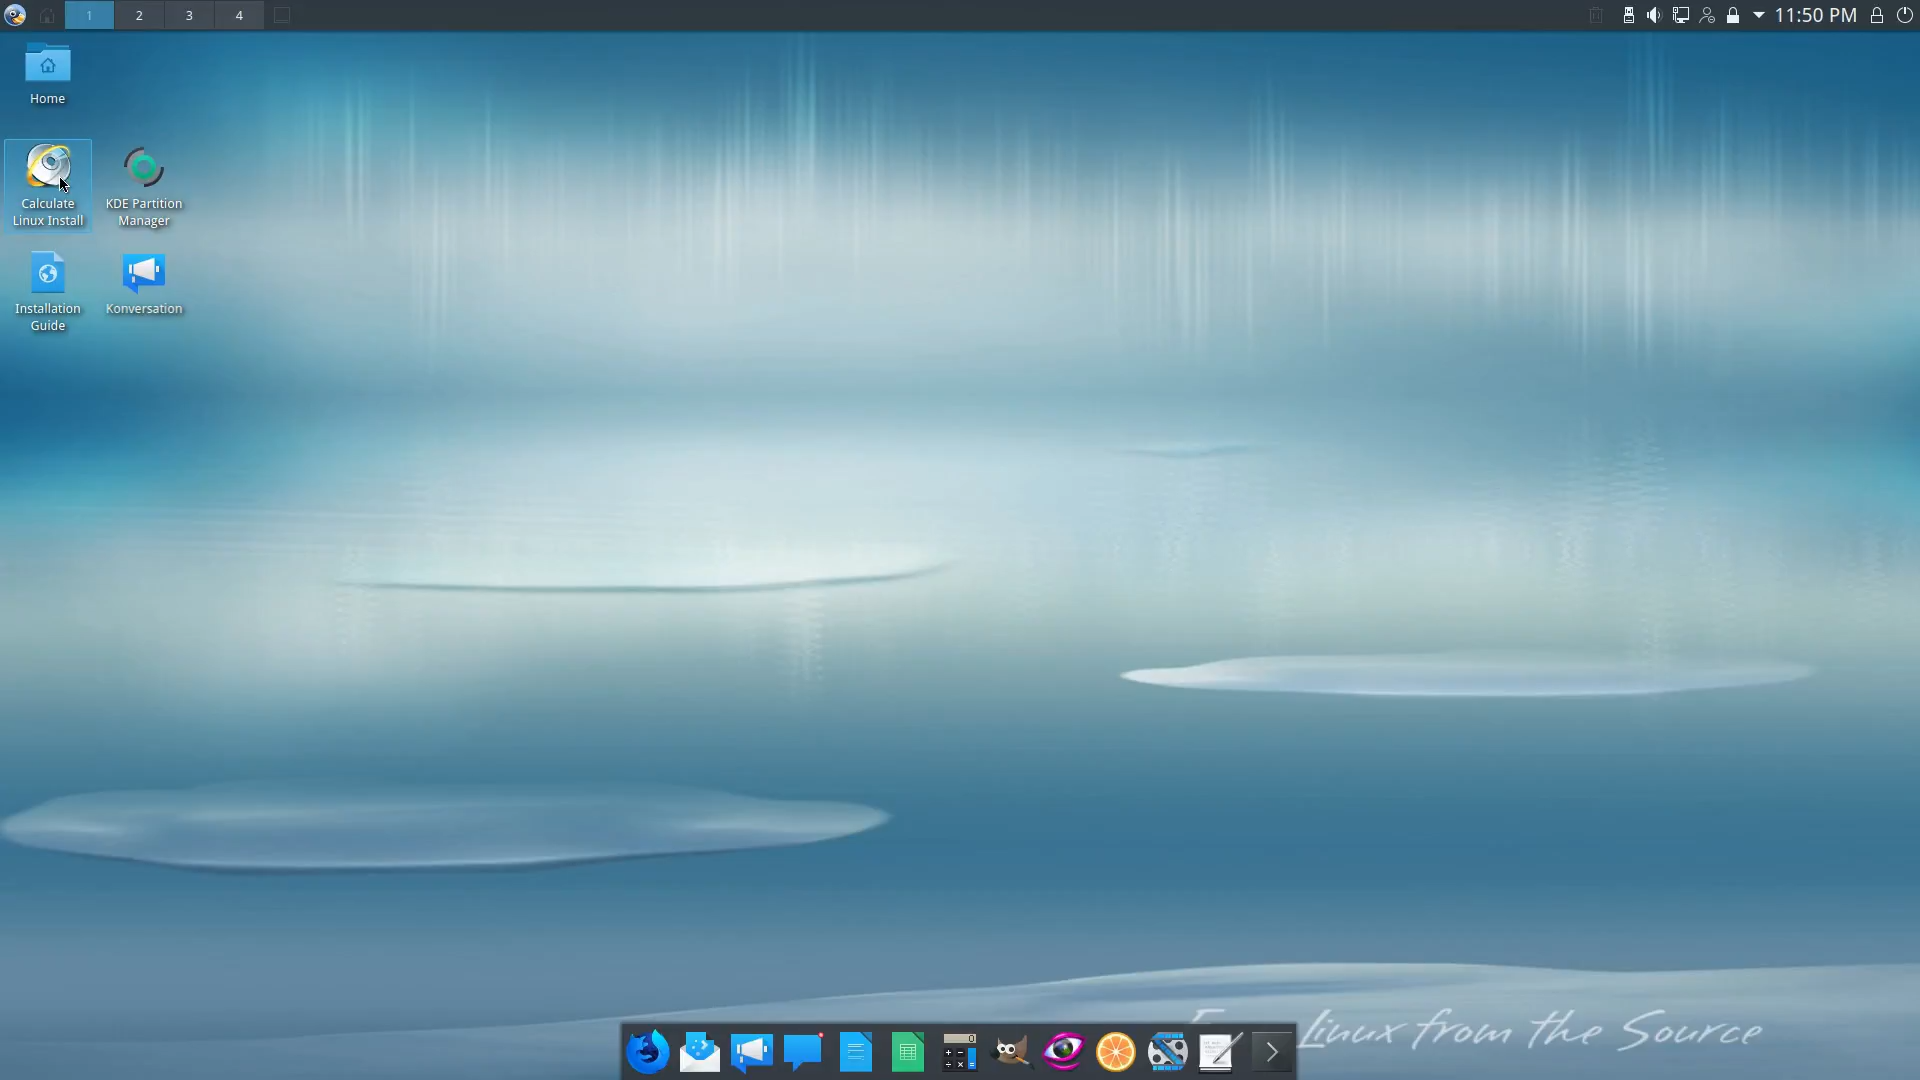 1 2 3 4 11:50 PM
Home
Calculate
Linux Install
KDE Partition
Manager
Installation
Guide
Konversation
Linux from the Source